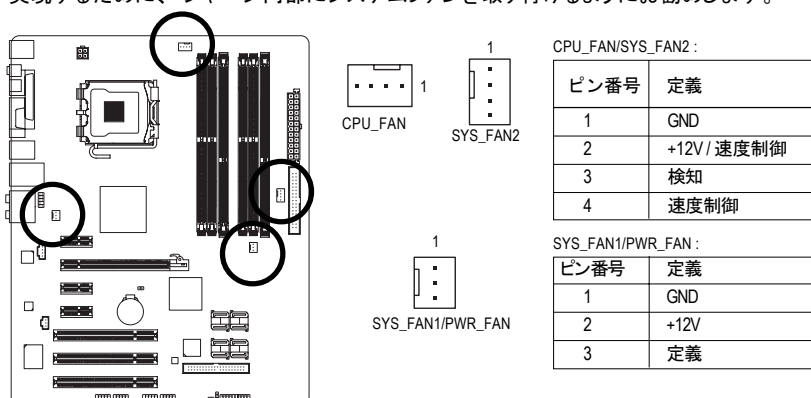 CPU_FAN/SYS_FAN2 :
1
1
CPU_FAN
SYS_FAN2
ピン番号 定義
1 GND
2 +12V / 速度制御
3 検知
4 速度制御
SYS_FAN1/PWR_FAN :
1
SYS_FAN1/PWR_FAN
ピン番号 定義
1 GND
2 +12V
3 定義